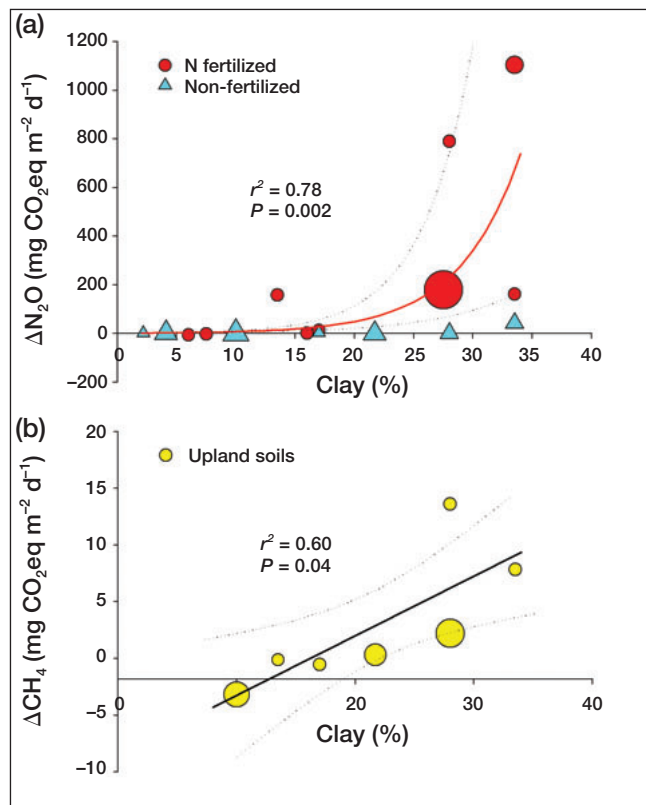 (a)
1200
1000
800
600
400
200
0
−200
ΔN₂O (mg CO₂eq m⁻² d⁻¹)
N fertilized
Non-fertilized
r² = 0.78
P = 0.002
0 5 10 15 20 25 30 35 40
Clay (%)
(b)
20
15
10
5
0
−5
−10
ΔCH₄ (mg CO₂eq m⁻² d⁻¹)
Upland soils
r² = 0.60
P = 0.04
20 30 40
Clay (%)